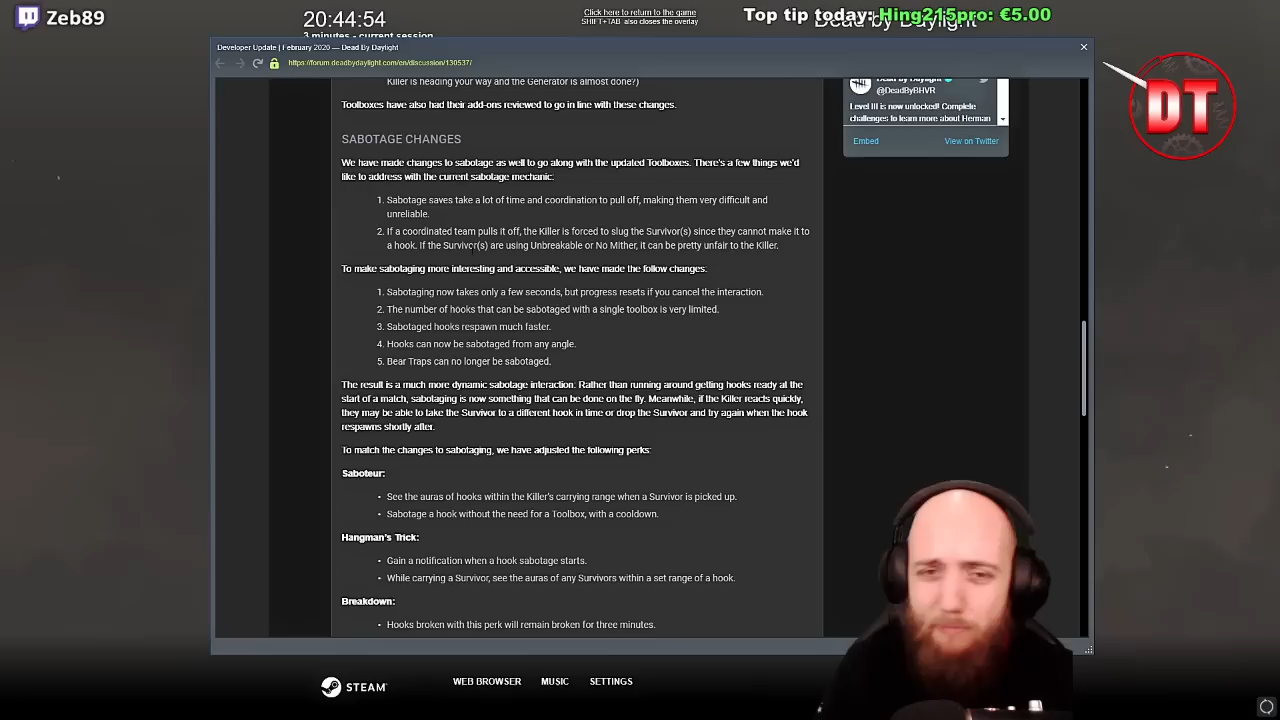 Zeb89
20:44:54
3 minutes - current session
Click here to return to the game
SHIFT+TAB also closes the overlay
Dead by Daylight
Top tip today: Hing215pro: €5.00
DT
Developer Update | February 2020 — Dead By Daylight
https://forum.deadbydaylight.com/en/discussion/130537/
Killer is heading your way and the Generator is almost done?)
Toolboxes have also had their add-ons reviewed to go in line with these changes.
Dead by Daylight
@DeadByBHVR
Level III is now unlocked! Complete
challenges to learn more about Herman
Embed
View on Twitter
SABOTAGE CHANGES
We have made changes to sabotage as well to go along with the updated Toolboxes. There's a few things we'd
like to address with the current sabotage mechanic:
1. Sabotage saves take a lot of time and coordination to pull off, making them very difficult and
unreliable.
2. If a coordinated team pulls it off, the Killer is forced to slug the Survivor(s) since they cannot make it to
a hook. If the Survivor(s) are using Unbreakable or No Mither, it can be pretty unfair to the Killer.
To make sabotaging more interesting and accessible, we have made the follow changes:
1. Sabotaging now takes only a few seconds, but progress resets if you cancel the interaction.
2. The number of hooks that can be sabotaged with a single toolbox is very limited.
3. Sabotaged hooks respawn much faster.
4. Hooks can now be sabotaged from any angle.
5. Bear Traps can no longer be sabotaged.
The result is a much more dynamic sabotage interaction: Rather than running around getting hooks ready at the
start of a match, sabotaging is now something that can be done on the fly. Meanwhile, if the Killer reacts quickly,
they may be able to take the Survivor to a different hook in time or drop the Survivor and try again when the hook
respawns shortly after.
To match the changes to sabotaging, we have adjusted the following perks:
Saboteur:
• See the auras of hooks within the Killer's carrying range when a Survivor is picked up.
• Sabotage a hook without the need for a Toolbox, with a cooldown.
Hangman's Trick:
• Gain a notification when a hook sabotage starts.
• While carrying a Survivor, see the auras of any Survivors within a set range of a hook.
Breakdown:
• Hooks broken with this perk will remain broken for three minutes.
STEAM
WEB BROWSER
MUSIC
SETTINGS